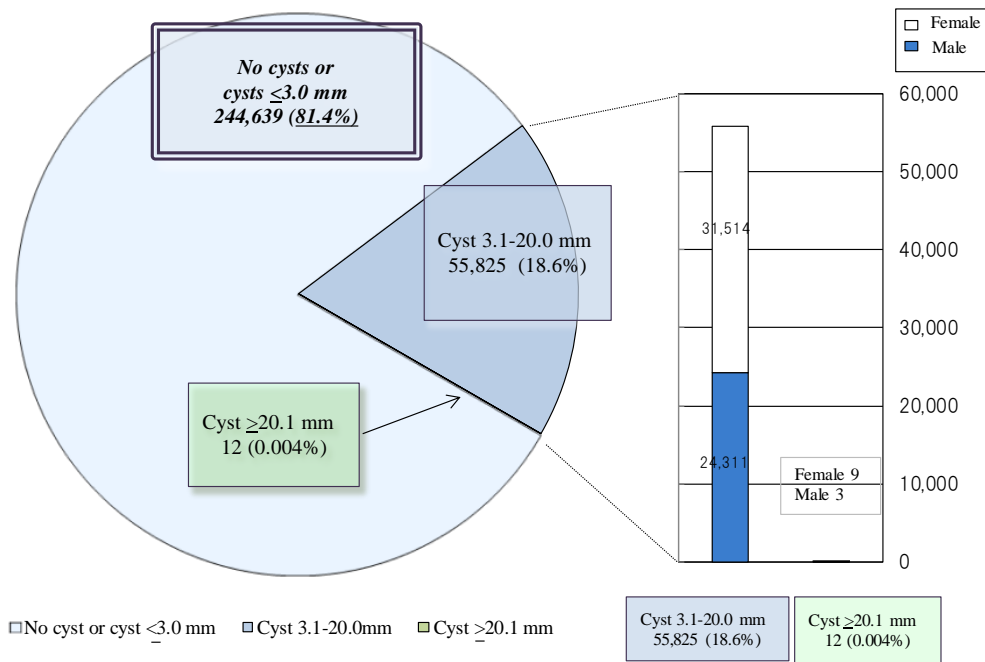 No cysts or
cysts ≤3.0 mm
244,639 (81.4%)
Cyst 3.1-20.0 mm
55,825 (18.6%)
Cyst ≥20.1 mm
12 (0.004%)
Female
Male
60,000
50,000
40,000
30,000
20,000
10,000
0
31,514
24,311
Female 9
Male 3
No cyst or cyst ≤3.0 mm
Cyst 3.1-20.0mm
Cyst ≥20.1 mm
Cyst 3.1-20.0 mm
55,825 (18.6%)
Cyst ≥20.1 mm
12 (0.004%)